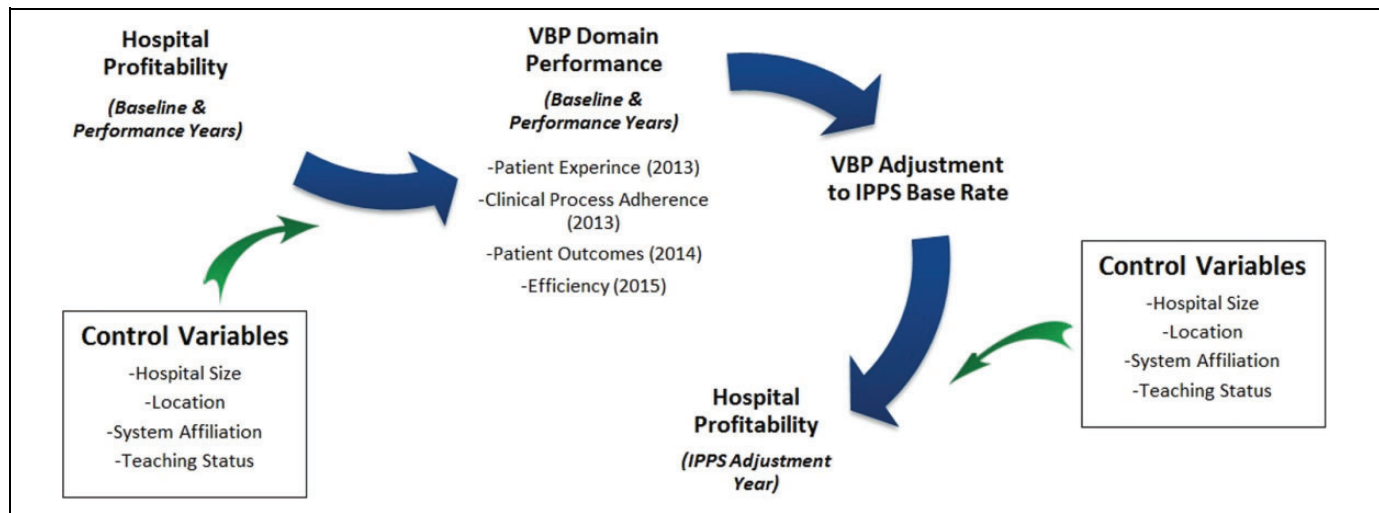 Hospital
Profitability
(Baseline &
Performance Years)
VBP Domain
Performance
(Baseline &
Performance Years)
-Patient Experince (2013)
-Clinical Process Adherence
(2013)
-Patient Outcomes (2014)
-Efficiency (2015)
VBP Adjustment
to IPPS Base Rate
Control Variables
-Hospital Size
-Location
-System Affiliation
-Teaching Status
Hospital
Profitability
(IPPS Adjustment
Year)
Control Variables
-Hospital Size
-Location
-System Affiliation
-Teaching Status